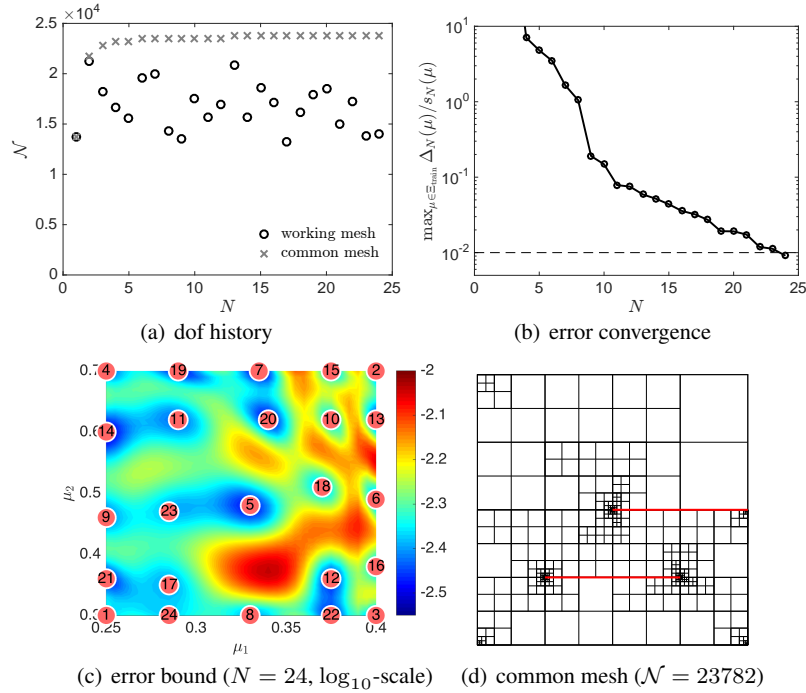 2.5 ×10^4
2
1.5
1
0.5
0
𝒩
working mesh
common mesh
0 5 10 15 20 25
N
(a) dof history
10^1
10^0
10^-1
10^-2
max_{μ∈Ξ_train} Δ_N(μ)/s_N(μ)
0 5 10 15 20 25
N
(b) error convergence
0.7
0.6
0.5
0.4
0.3
μ_2
4 19 7 15 2
11 20 10 13
14
18
5 6
9 23
16
21 17 12
1 24 8 22 3
0.25 0.3 0.35 0.4
μ_1
-2
-2.1
-2.2
-2.3
-2.4
-2.5
(c) error bound (N = 24, log_10-scale)
(d) common mesh (𝒩 = 23782)